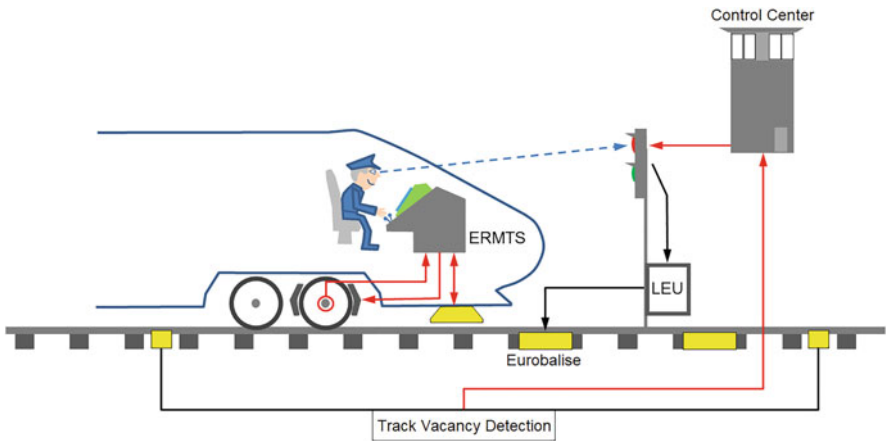 Control Center
ERMTS
LEU
Eurobalise
Track Vacancy Detection